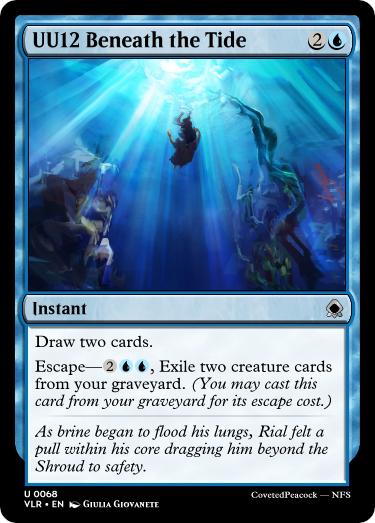 UU12 Beneath the Tide 2
Instant
Draw two cards.
Escape—2, Exile two creature cards
from your graveyard. (You may cast this
card from your graveyard for its escape cost.)
As brine began to flood his lungs, Rial felt a
pull within his core dragging him beyond the
Shroud to safety.
U 0068
VLR • EN Giulia Giovanete
CovetedPeacock — NFS